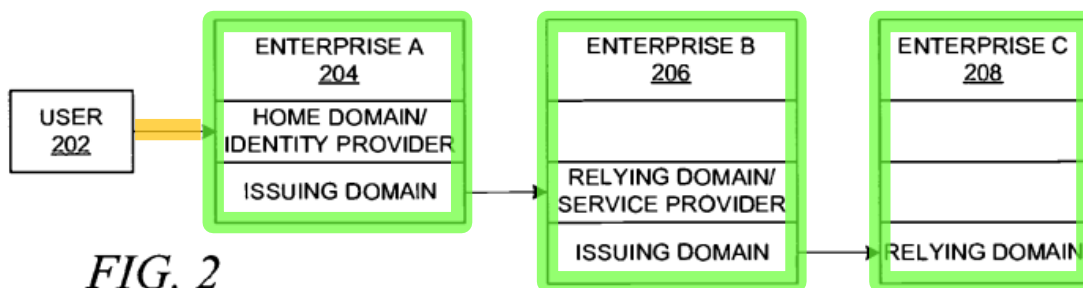 USER
202
ENTERPRISE A
204
HOME DOMAIN/
IDENTITY PROVIDER
ISSUING DOMAIN
ENTERPRISE B
206
RELYING DOMAIN/
SERVICE PROVIDER
ISSUING DOMAIN
ENTERPRISE C
208
RELYING DOMAIN
FIG. 2